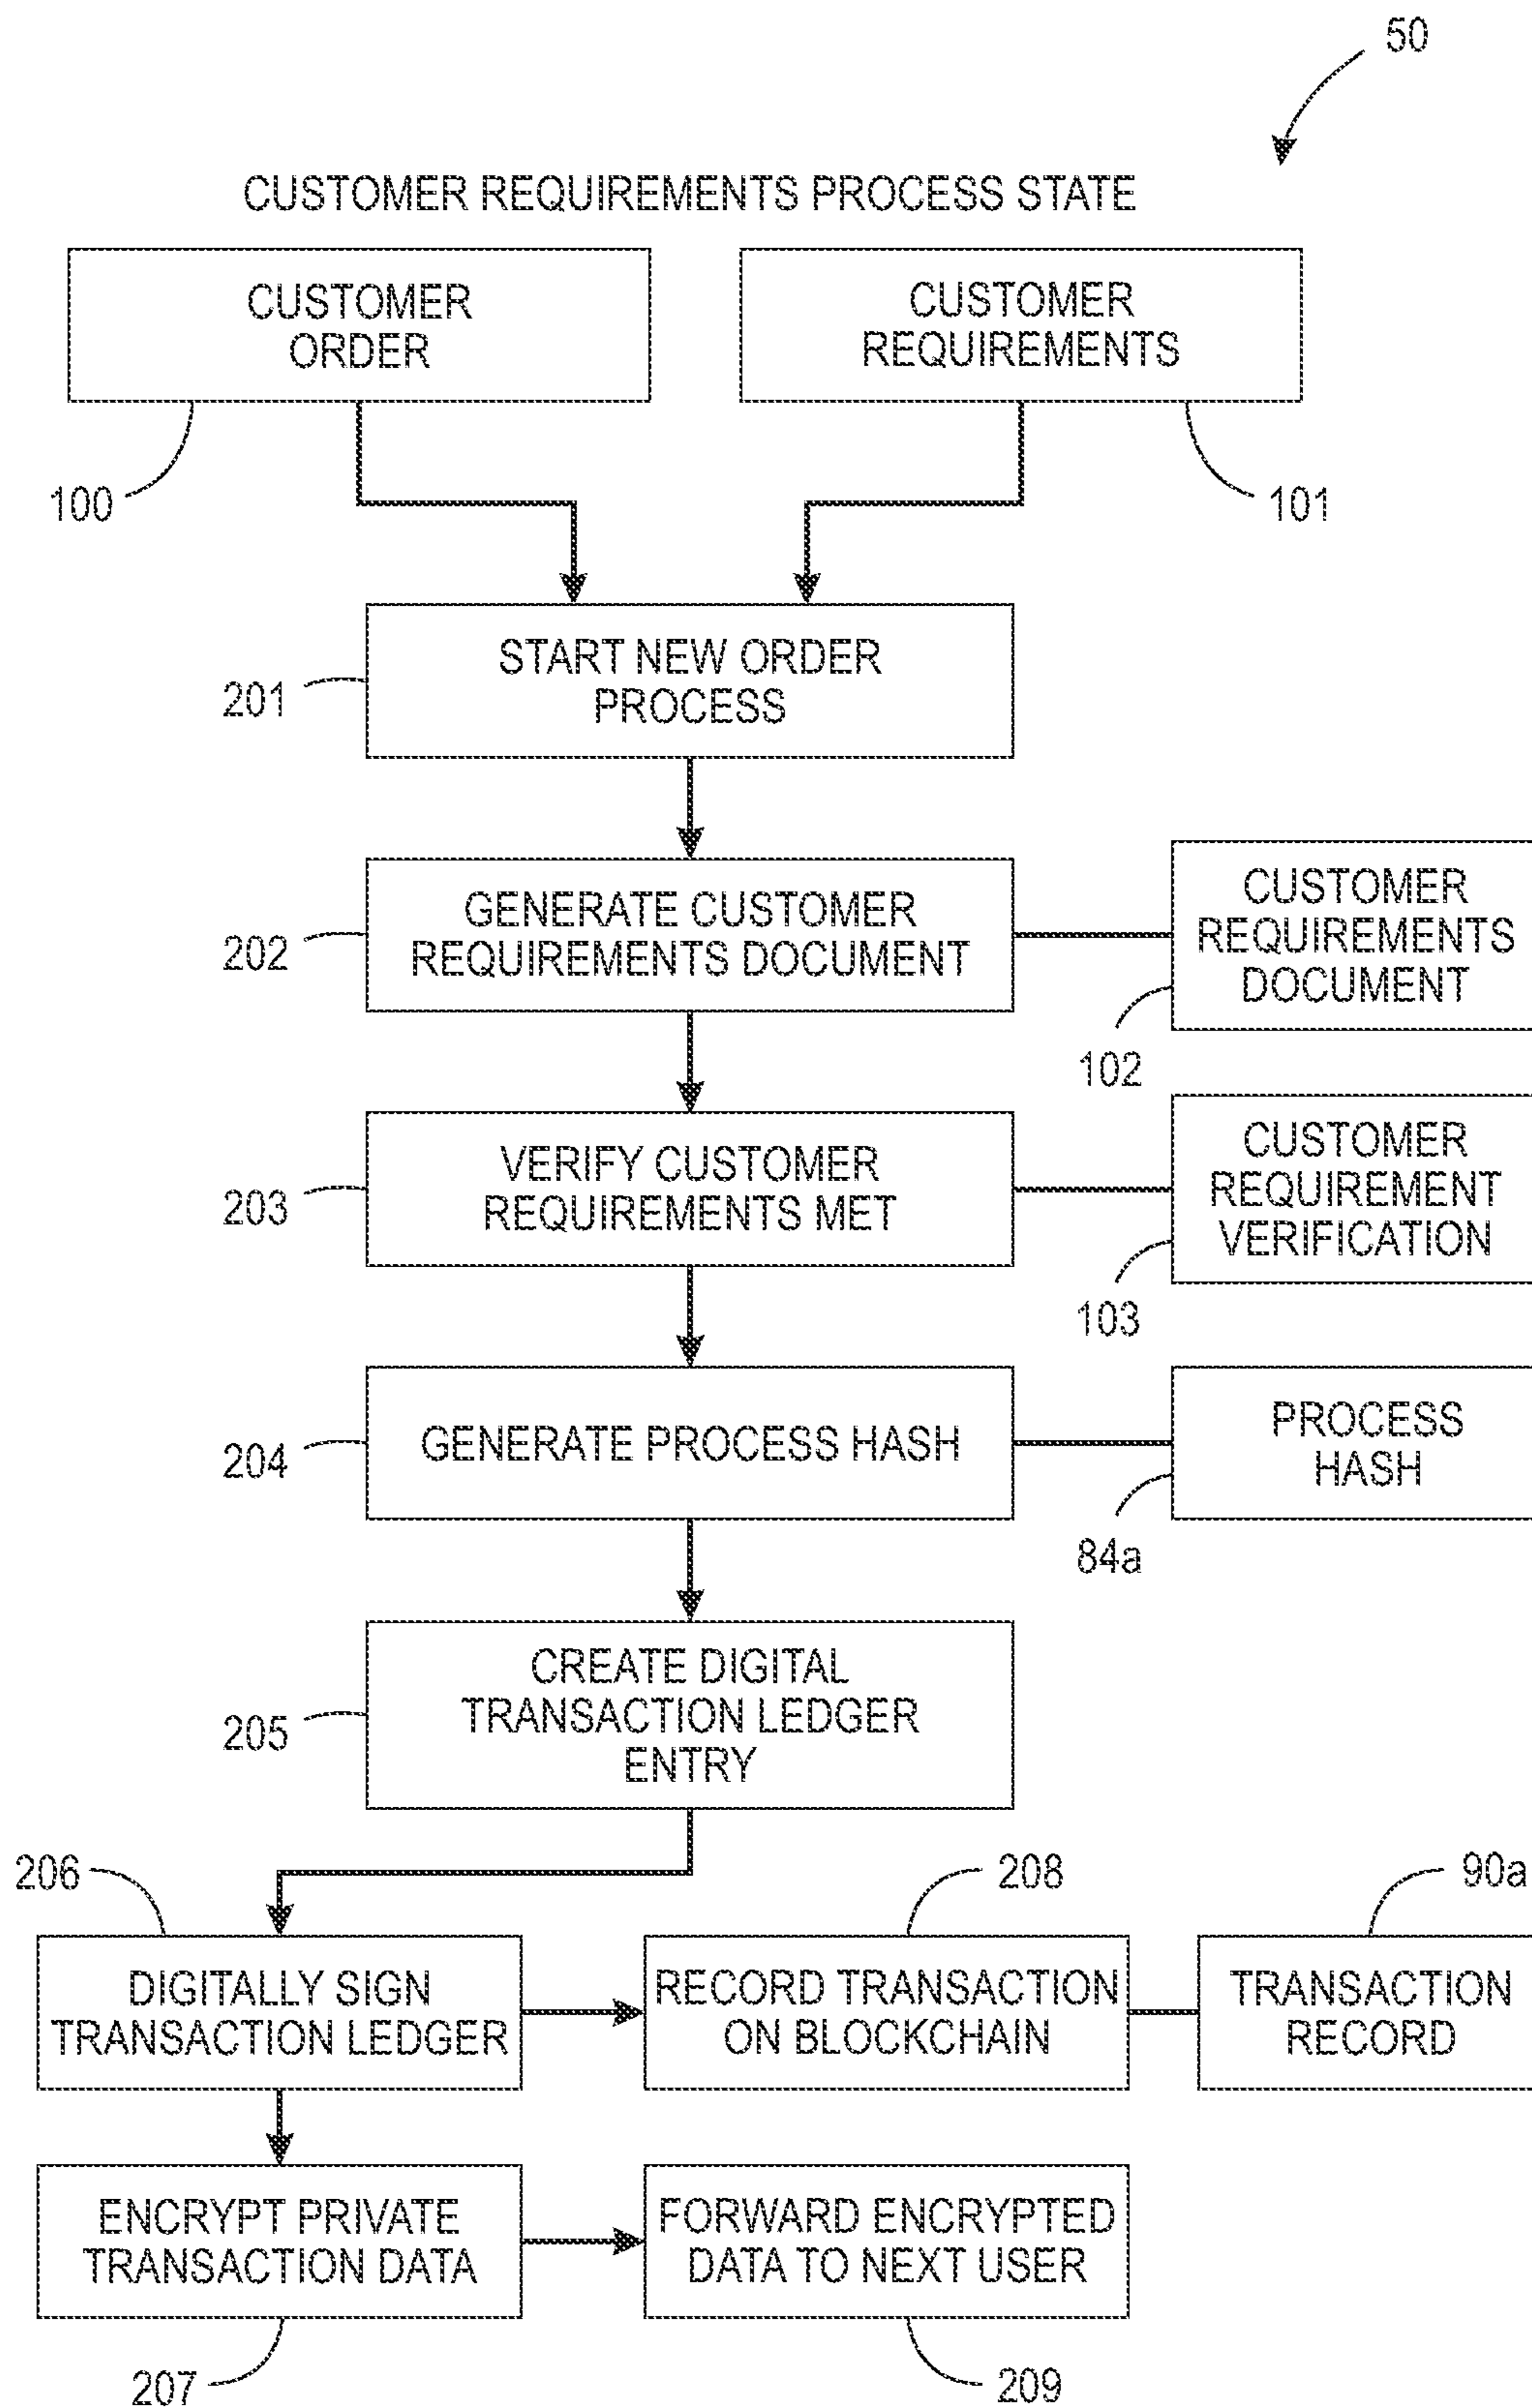 50
CUSTOMER REQUIREMENTS PROCESS STATE
CUSTOMER
ORDER
CUSTOMER
REQUIREMENTS
100
101
START NEW ORDER
PROCESS
201
GENERATE CUSTOMER
REQUIREMENTS DOCUMENT
202
CUSTOMER
REQUIREMENTS
DOCUMENT
102
VERIFY CUSTOMER
REQUIREMENTS MET
203
CUSTOMER
REQUIREMENT
VERIFICATION
103
GENERATE PROCESS HASH
204
PROCESS
HASH
84a
CREATE DIGITAL
TRANSACTION LEDGER
ENTRY
205
206
208
90a
DIGITALLY SIGN
TRANSACTION LEDGER
RECORD TRANSACTION
ON BLOCKCHAIN
TRANSACTION
RECORD
ENCRYPT PRIVATE
TRANSACTION DATA
FORWARD ENCRYPTED
DATA TO NEXT USER
207
209